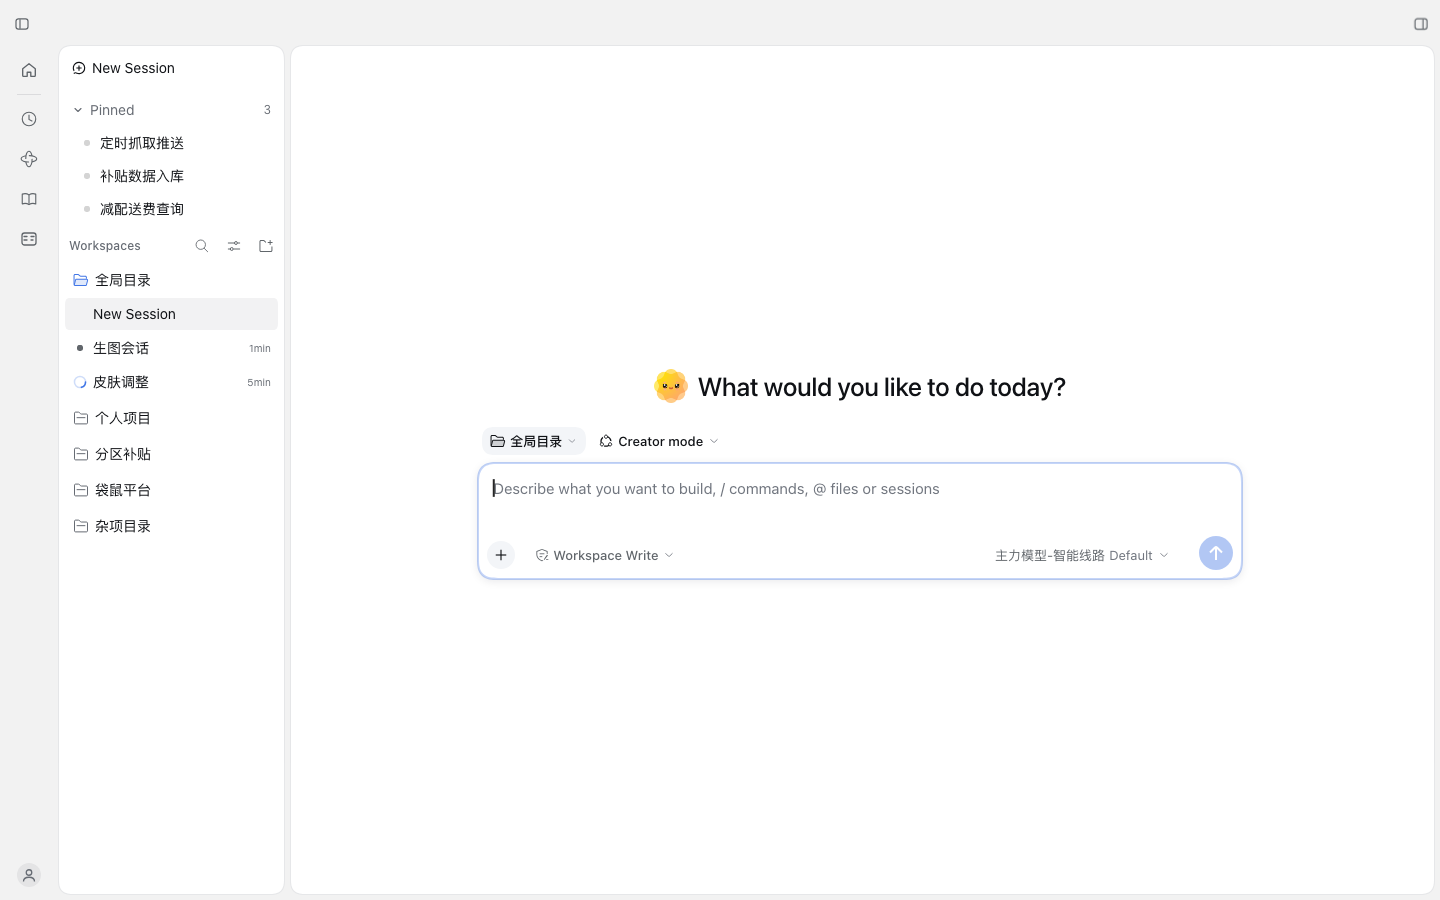 New Session
Pinned 3
定时抓取推送
补贴数据入库
减配送费查询
Workspaces
全局目录
New Session
生图会话 1min
皮肤调整 5min
个人项目
分区补贴
袋鼠平台
杂项目录
What would you like to do today?
全局目录 Creator mode
Describe what you want to build, / commands, @ files or sessions
Workspace Write 主力模型-智能线路 Default